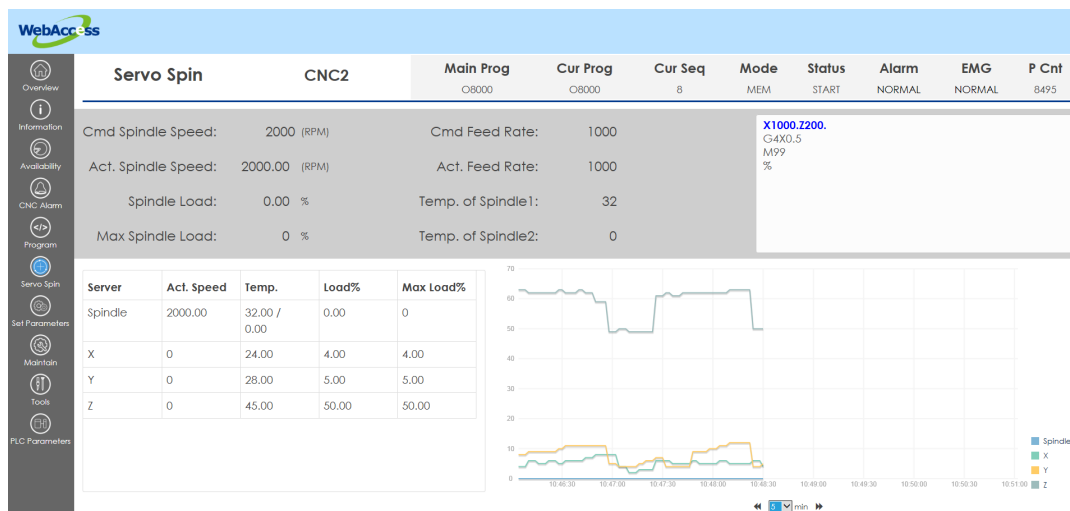 WebAccess
Overview
Information
Availability
CNC Alarm
Program
Servo Spin
Set Parameters
Maintain
Tools
PLC Parameters
Servo Spin CNC2
Main Prog Cur Prog Cur Seq Mode Status Alarm EMG P Cnt
O8000 O8000 8 MEM START NORMAL NORMAL 8495
Cmd Spindle Speed: 2000 (RPM) Cmd Feed Rate: 1000
Act. Spindle Speed: 2000.00 (RPM) Act. Feed Rate: 1000
Spindle Load: 0.00 % Temp. of Spindle1: 32
Max Spindle Load: 0 % Temp. of Spindle2: 0
X1000.Z200.
G4X0.5
M99
%
Server Act. Speed Temp. Load% Max Load%
Spindle 2000.00 32.00 / 0.00 0
0.00
X 0 24.00 4.00 4.00
Y 0 28.00 5.00 5.00
Z 0 45.00 50.00 50.00
70
60
50
40
30
20
10
0
10:46:30 10:47:00 10:47:30 10:48:00 10:48:30 10:49:00 10:49:30 10:50:00 10:50:30 10:51:00
Spindle
X
Y
Z
5 min